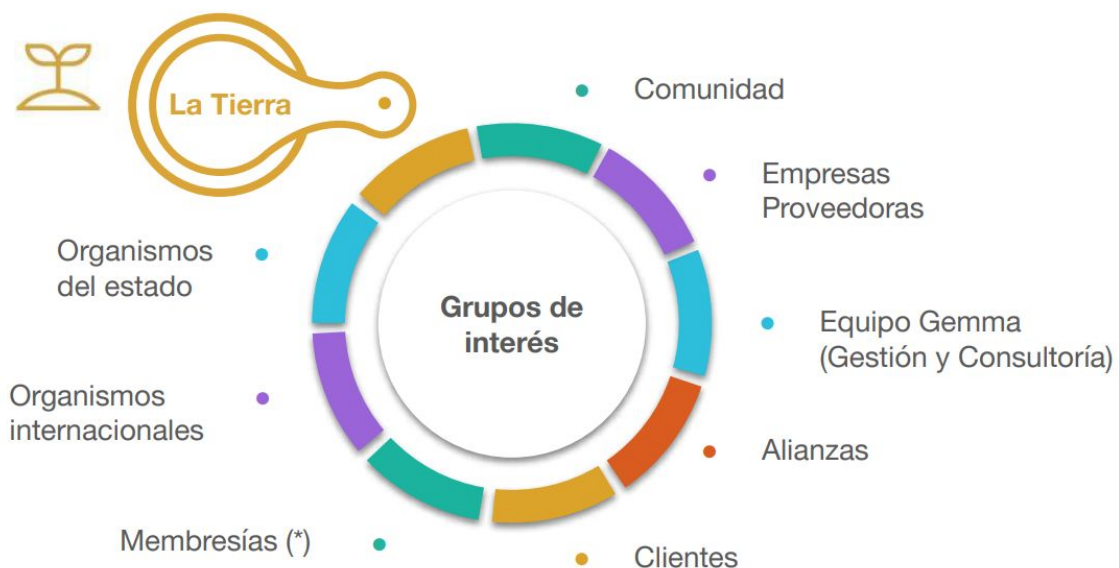 La Tierra
Comunidad
Empresas
Proveedoras
Organismos
del estado
Grupos de
interés
Equipo Gemma
(Gestión y Consultoría)
Organismos
internacionales
Alianzas
Membresías (*)
Clientes